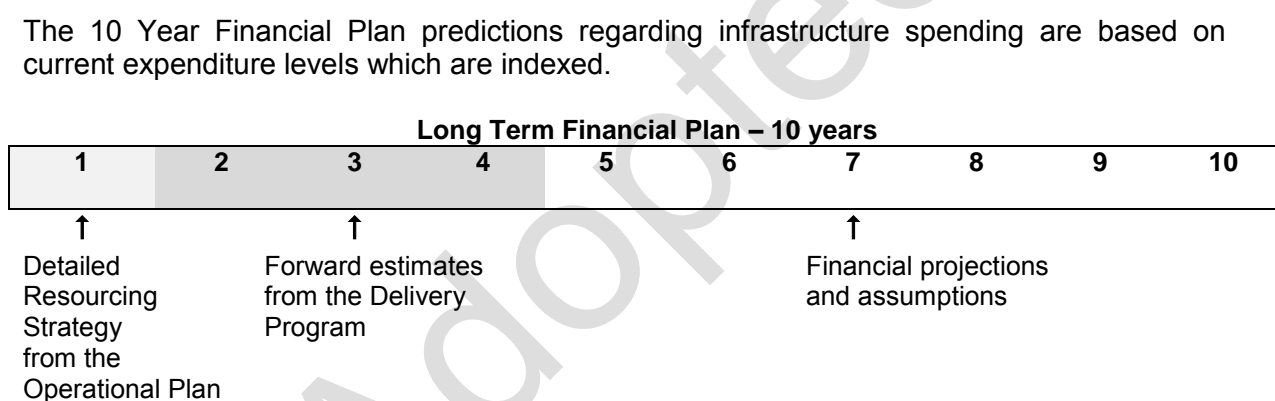 The 10 Year Financial Plan predictions regarding infrastructure spending are based on
current expenditure levels which are indexed.
Long Term Financial Plan – 10 years
1 2 3 4 5 6 7 8 9 10
↑ ↑ ↑
Detailed
Resourcing
Strategy
from the
Operational Plan
Forward estimates
from the Delivery
Program
Financial projections
and assumptions
Adopted